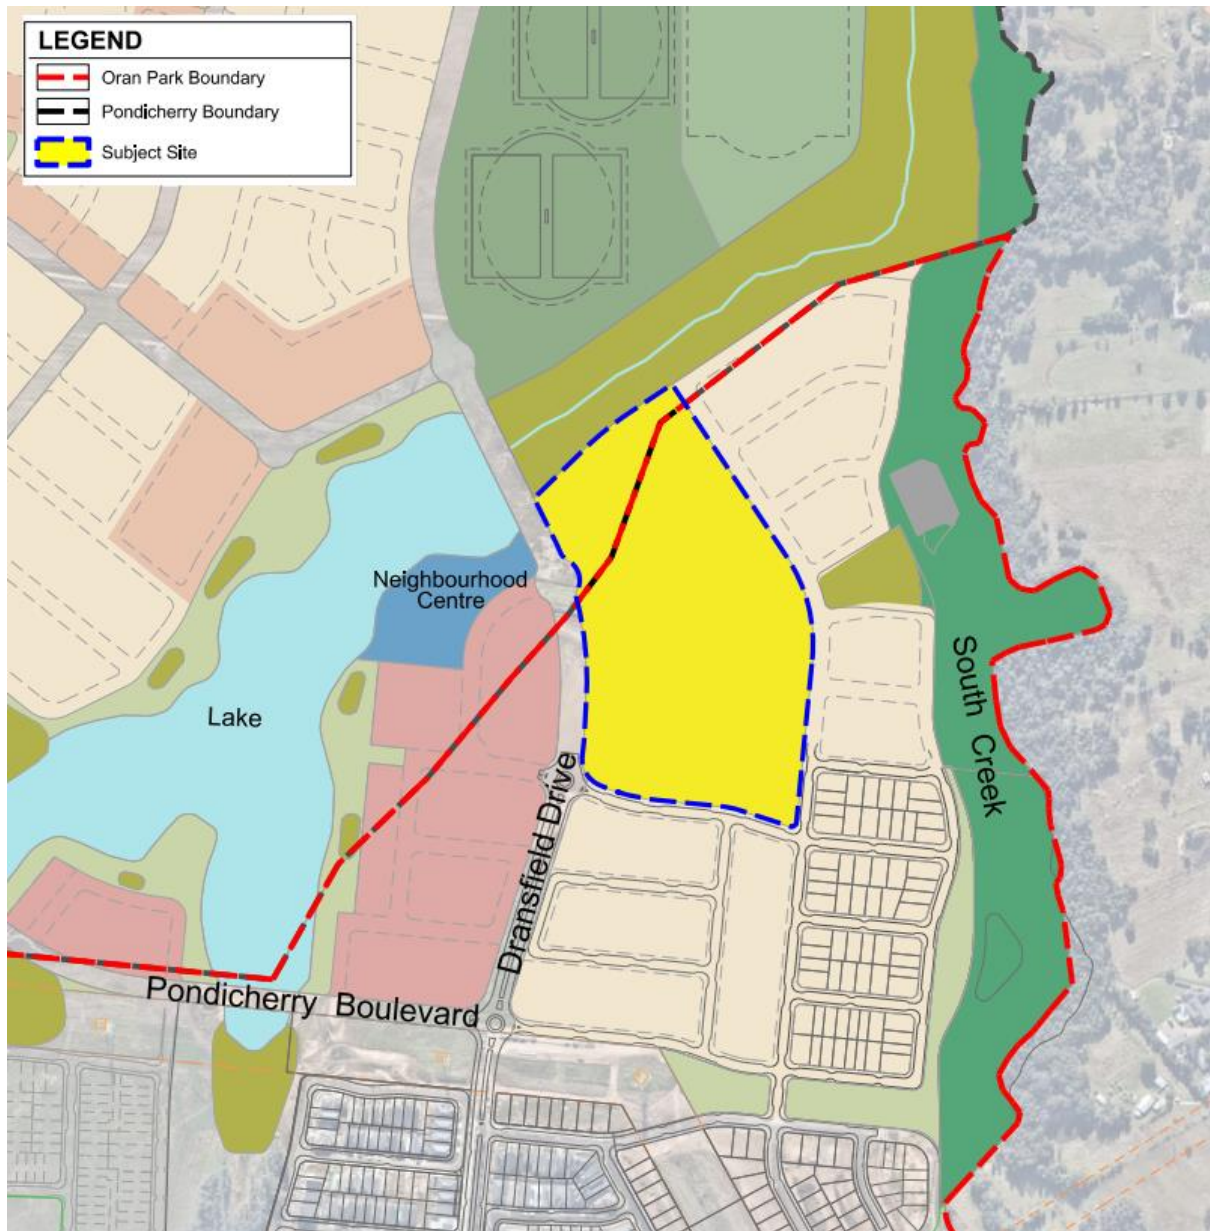 LEGEND
Oran Park Boundary
Pondicherry Boundary
Subject Site
Neighbourhood
Centre
Lake
South Creek
Dransfield Drive
Pondicherry Boulevard